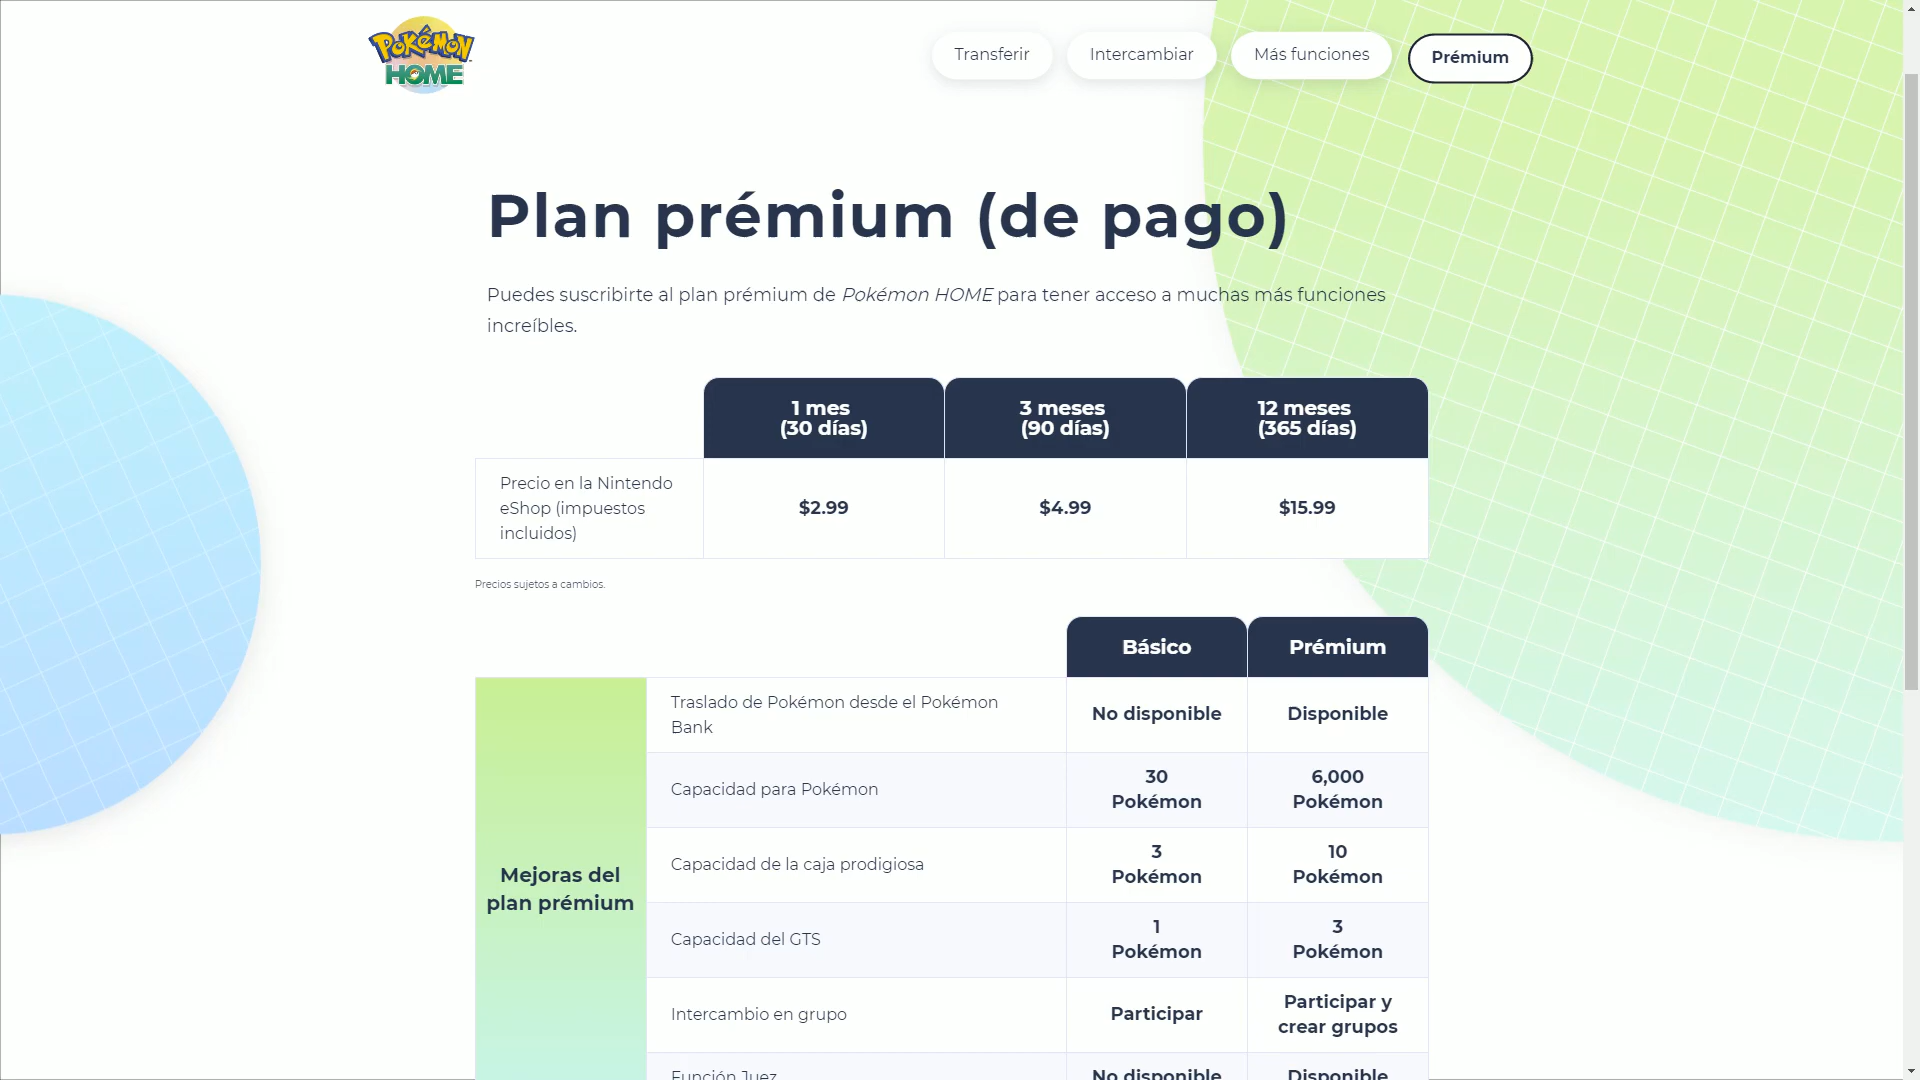 Pokémon
HOME
Transferir
Intercambiar
Más funciones
Prémium
Plan prémium (de pago)
Puedes suscribirte al plan prémium de Pokémon HOME para tener acceso a muchas más funciones
increíbles.
1 mes
(30 días)
3 meses
(90 días)
12 meses
(365 días)
Precio en la Nintendo
eShop (impuestos
incluidos)
$2.99
$4.99
$15.99
Precios sujetos a cambios.
Básico
Prémium
Mejoras del
plan prémium
Traslado de Pokémon desde el Pokémon
Bank
No disponible
Disponible
Capacidad para Pokémon
30
Pokémon
6,000
Pokémon
Capacidad de la caja prodigiosa
3
Pokémon
10
Pokémon
Capacidad del GTS
1
Pokémon
3
Pokémon
Intercambio en grupo
Participar
Participar y
crear grupos
Función Juez
No disponible
Disponible